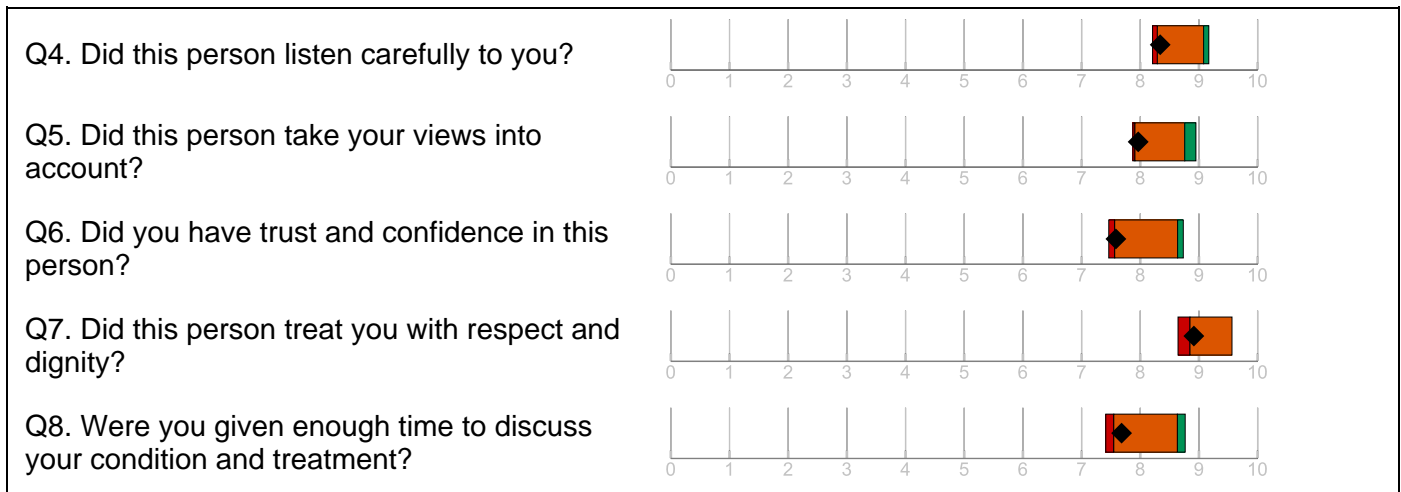 Q4. Did this person listen carefully to you?
0 1 2 3 4 5 6 7 8 9 10
Q5. Did this person take your views into
account?
0 1 2 3 4 5 6 7 8 9 10
Q6. Did you have trust and confidence in this
person?
0 1 2 3 4 5 6 7 8 9 10
Q7. Did this person treat you with respect and
dignity?
0 1 2 3 4 5 6 7 8 9 10
Q8. Were you given enough time to discuss
your condition and treatment?
0 1 2 3 4 5 6 7 8 9 10